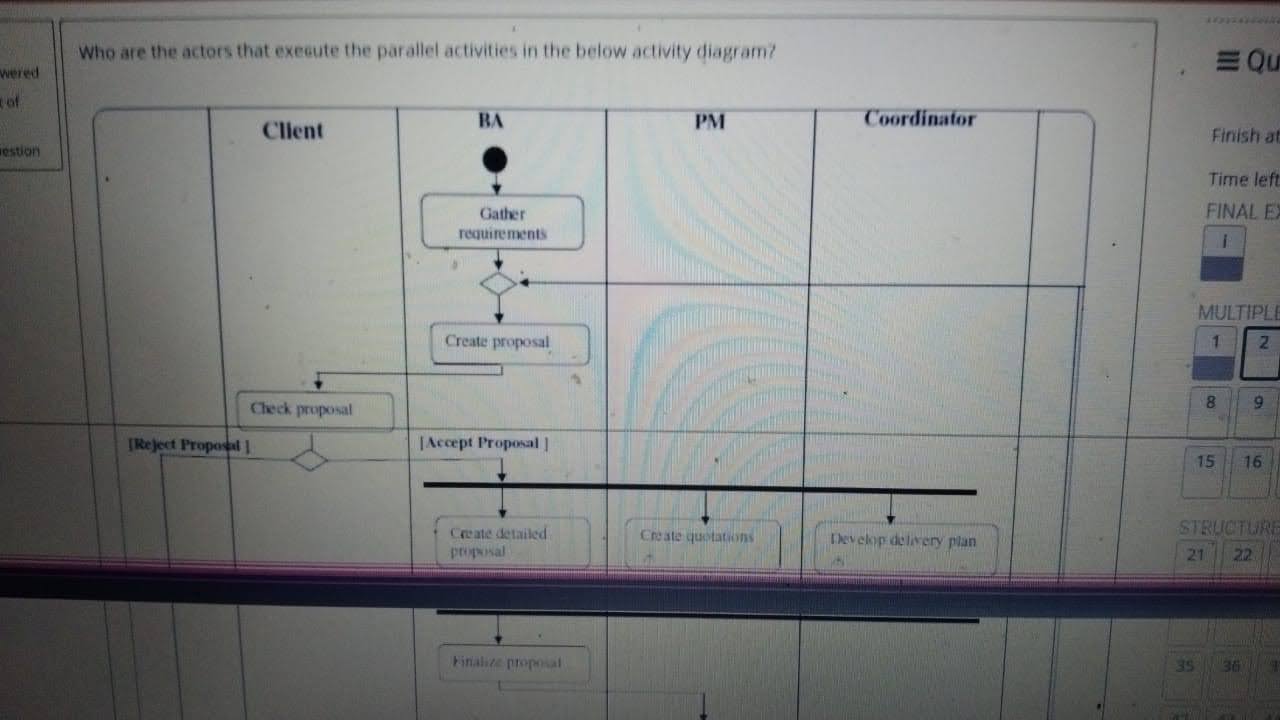 Who are the actors that execute the parallel activities in the below activity diagram?
wered
of
estion
Client
BA
PM
Coordinator
Gather
requirements
Create proposal
Check proposal
[Reject Proposal ]
[Accept Proposal ]
Create detailed
proposal
Create quotations
Develop delivery plan
Finalize proposal
Qu
Finish at
Time left
FINAL EX
i
MULTIPLE
1
2
8
9
15
16
STRUCTURE
21
22
35
36
3